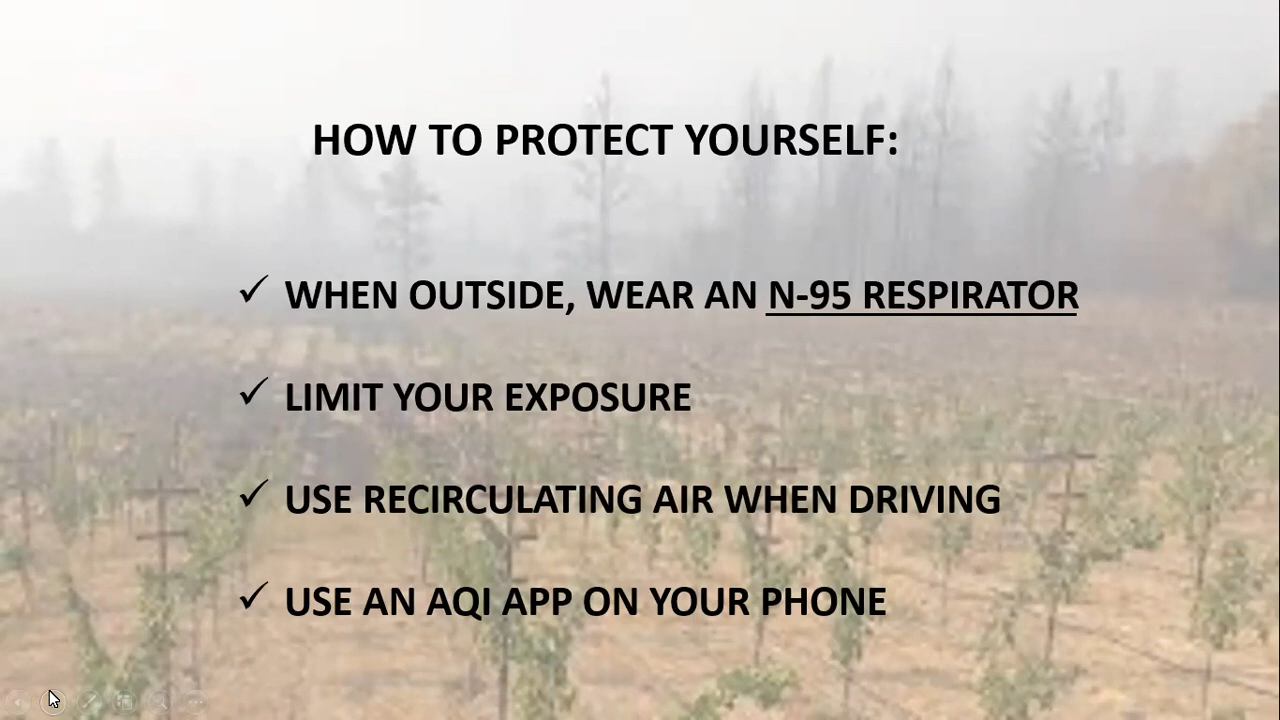 HOW TO PROTECT YOURSELF:
✓ WHEN OUTSIDE, WEAR AN N-95 RESPIRATOR
✓ LIMIT YOUR EXPOSURE
✓ USE RECIRCULATING AIR WHEN DRIVING
✓ USE AN AQI APP ON YOUR PHONE